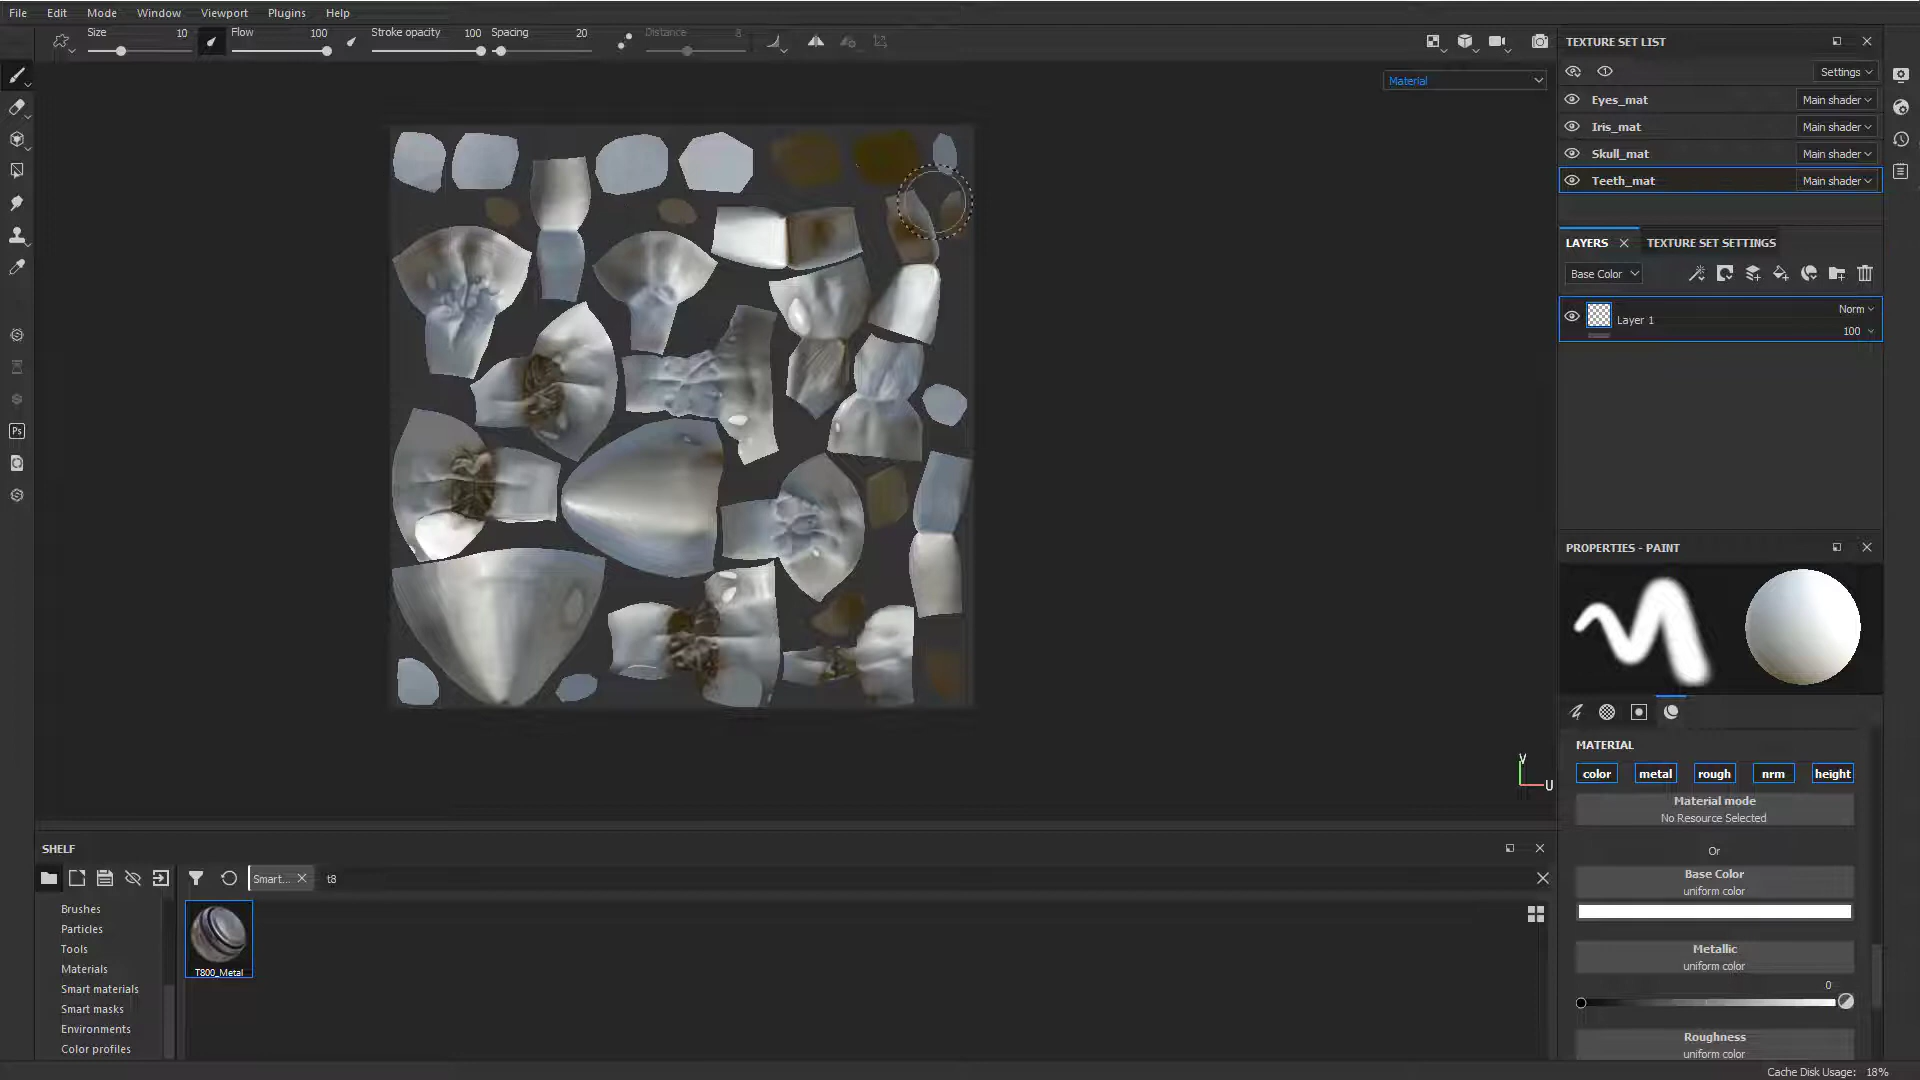 File Edit Mode Window Viewport Plugins Help
Size 10 Flow 100 Stroke opacity 100 Spacing 20 Distance 8
Material
TEXTURE SET LIST
Settings
Eyes_mat Main shader
Iris_mat Main shader
Skull_mat Main shader
Teeth_mat Main shader
LAYERS TEXTURE SET SETTINGS
Base Color
Norm
Layer 1
100
PROPERTIES - PAINT
MATERIAL
color metal rough nrm height
Material mode
No Resource Selected
Or
Base Color
uniform color
Metallic
uniform color
0
Roughness
uniform color
V
U
Ps
SHELF
Smart... t8
Brushes
Particles
Tools
Materials
Smart materials
Smart masks
Environments
Color profiles
T800_Metal
Cache Disk Usage: 18%